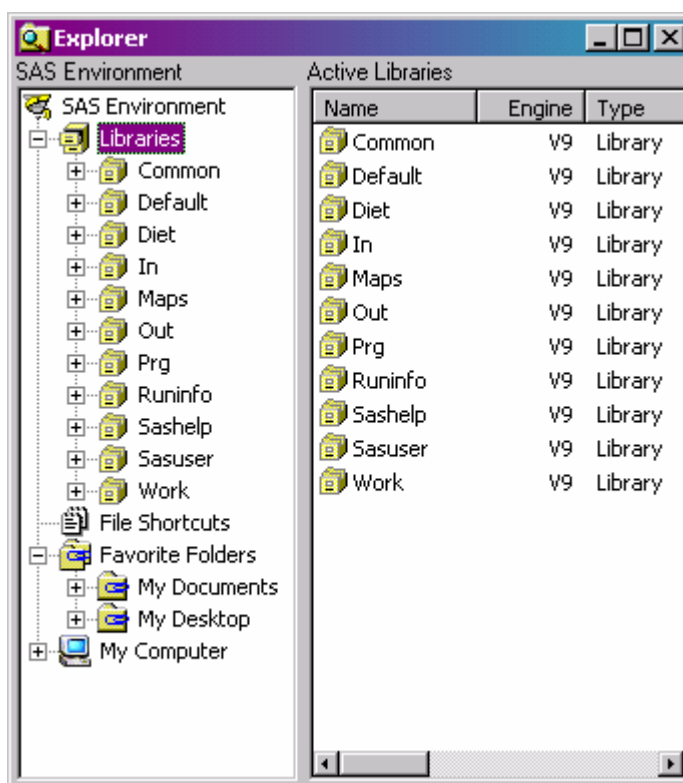 Explorer
SAS Environment
SAS Environment
Libraries
Common
Default
Diet
In
Maps
Out
Prg
Runinfo
Sashelp
Sasuser
Work
File Shortcuts
Favorite Folders
My Documents
My Desktop
My Computer
Active Libraries
Name Engine Type
Common V9 Library
Default V9 Library
Diet V9 Library
In V9 Library
Maps V9 Library
Out V9 Library
Prg V9 Library
Runinfo V9 Library
Sashelp V9 Library
Sasuser V9 Library
Work V9 Library